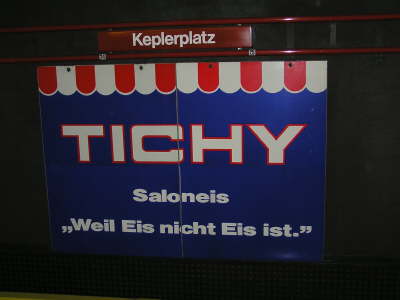 Keplerplatz
TICHY
Saloneis
„Weil Eis nicht Eis ist.”